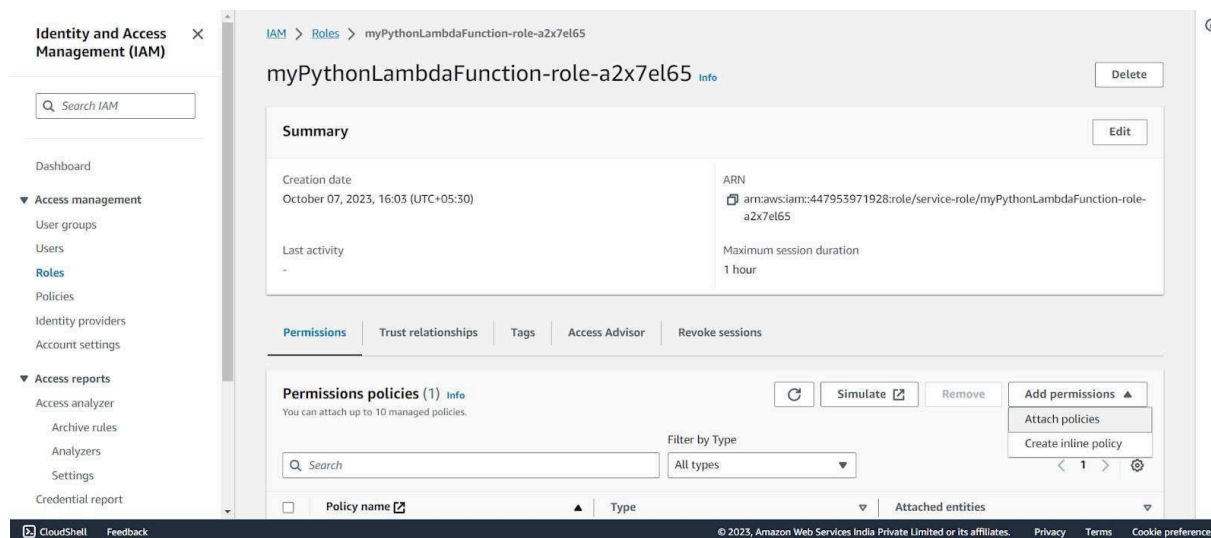 Identity and Access
Management (IAM)
Search IAM
Dashboard
Access management
User groups
Users
Roles
Policies
Identity providers
Account settings
Access reports
Access analyzer
Archive rules
Analyzers
Settings
Credential report
IAM > Roles > myPythonLambdaFunction-role-a2x7el65
myPythonLambdaFunction-role-a2x7el65 Info
Delete
Summary
Edit
Creation date
October 07, 2023, 16:03 (UTC+05:30)
ARN
arn:aws:iam::447953971928:role/service-role/myPythonLambdaFunction-role-
a2x7el65
Last activity
-
Maximum session duration
1 hour
Permissions Trust relationships Tags Access Advisor Revoke sessions
Permissions policies (1) Info
You can attach up to 10 managed policies.
Simulate Remove Add permissions
Attach policies
Create inline policy
Filter by Type
Search
All types
< 1 >
Policy name Type Attached entities
CloudShell Feedback © 2023, Amazon Web Services India Private Limited or its affiliates. Privacy Terms Cookie preference